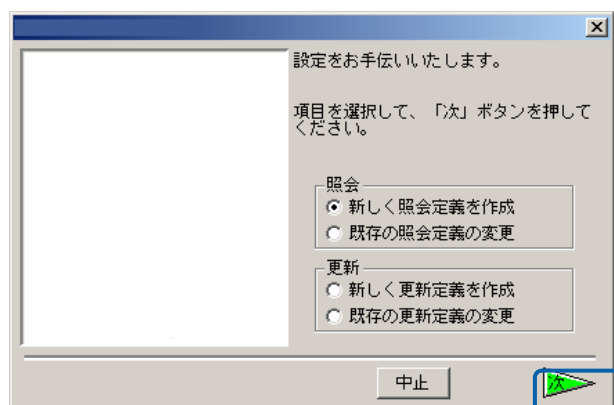 設定をお手伝いいたします。
項目を選択して、「次」ボタンを押して
ください。
照会
新しく照会定義を作成
既存の照会定義の変更
更新
新しく更新定義を作成
既存の更新定義の変更
中止
次